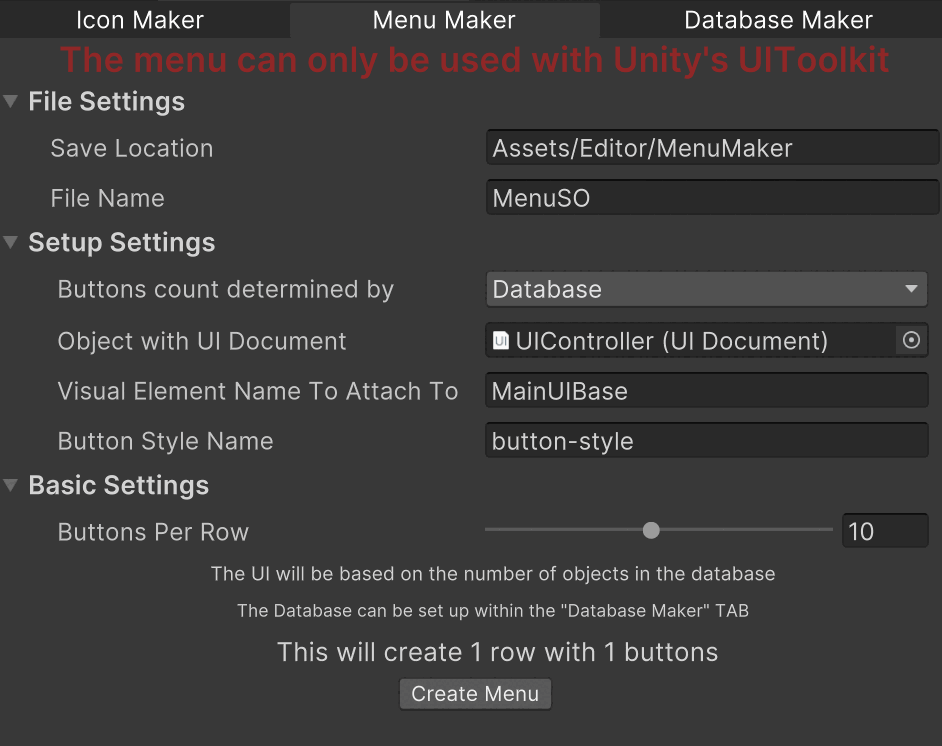 Icon Maker Menu Maker Database Maker
The menu can only be used with Unity's UIToolkit
File Settings
Save Location Assets/Editor/MenuMaker
File Name MenuSO
Setup Settings
Buttons count determined by Database
Object with UI Document UIController (UI Document)
Visual Element Name To Attach To MainUIBase
Button Style Name button-style
Basic Settings
Buttons Per Row 10
The UI will be based on the number of objects in the database
The Database can be set up within the "Database Maker" TAB
This will create 1 row with 1 buttons
Create Menu